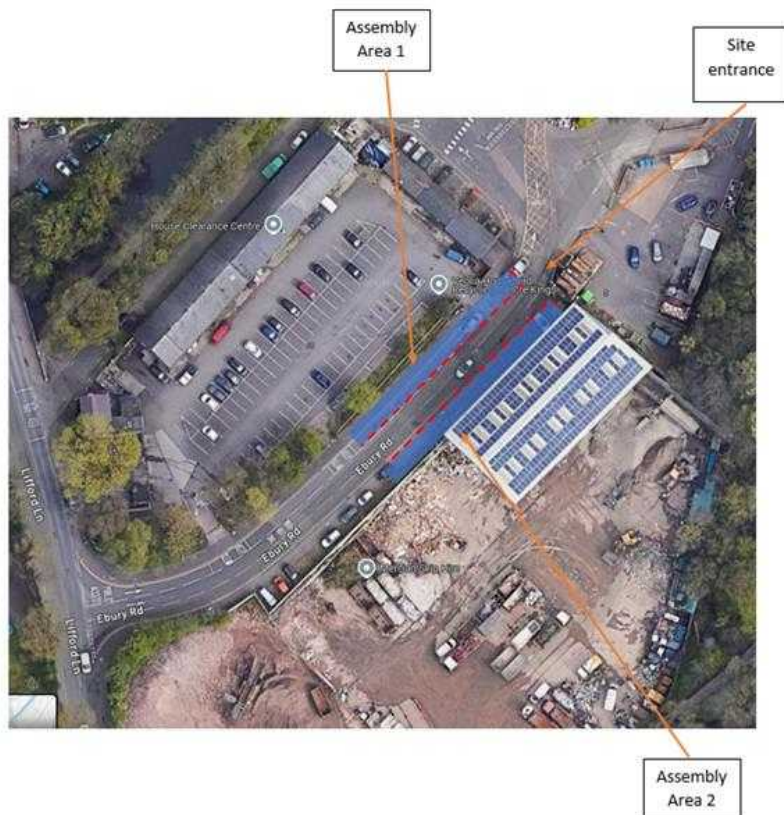 Assembly
Area 1
Site
entrance
House Clearance Centre
Ebury Rd
Ebury Rd
Ebury Rd
Lifford Ln
Lifford Ln
Assembly
Area 2